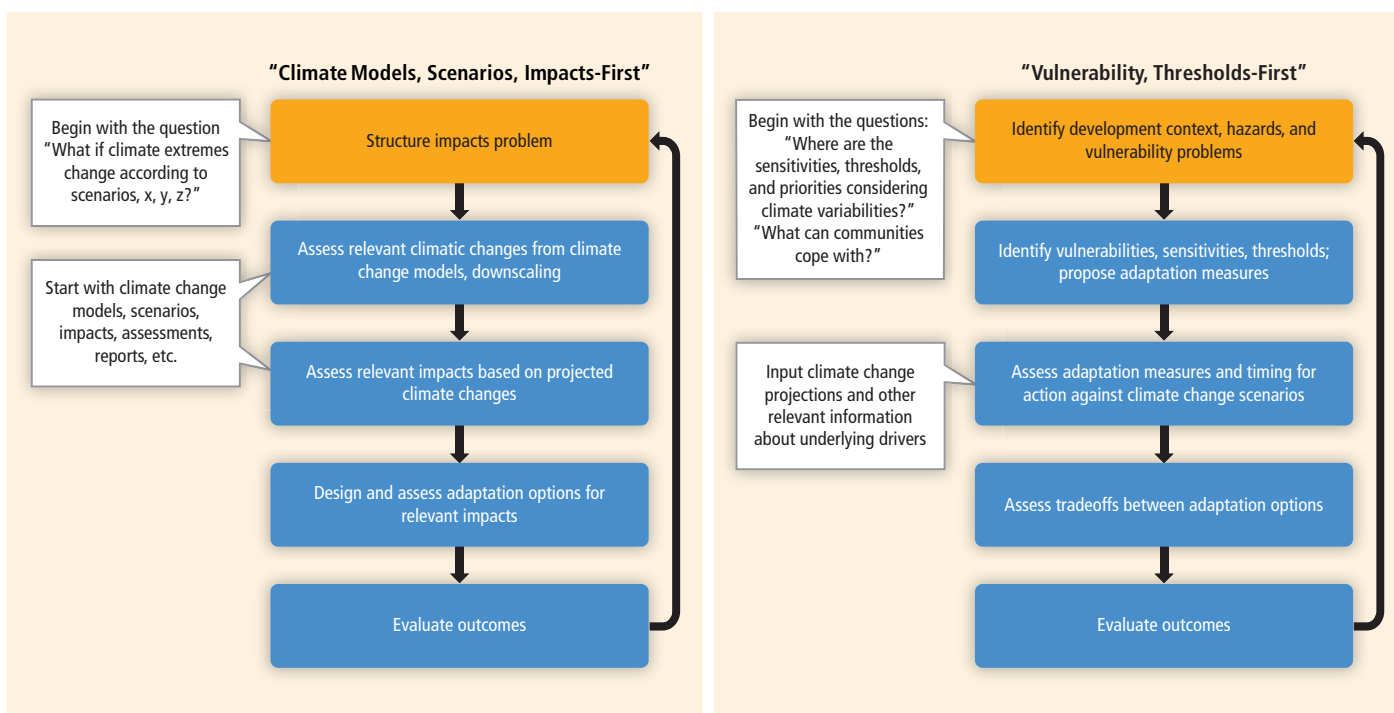 “Climate Models, Scenarios, Impacts-First”
Begin with the question
“What if climate extremes
change according to
scenarios, x, y, z?”
Structure impacts problem
Assess relevant climatic changes from climate
change models, downscaling
Start with climate change
models, scenarios,
impacts, assessments,
reports, etc.
Assess relevant impacts based on projected
climate changes
Design and assess adaptation options for
relevant impacts
Evaluate outcomes
“Vulnerability, Thresholds-First”
Begin with the questions:
“Where are the
sensitivities, thresholds,
and priorities considering
climate variabilities?”
“What can communities
cope with?”
Identify development context, hazards, and
vulnerability problems
Identify vulnerabilities, sensitivities, thresholds;
propose adaptation measures
Input climate change
projections and other
relevant information
about underlying drivers
Assess adaptation measures and timing for
action against climate change scenarios
Assess tradeoffs between adaptation options
Evaluate outcomes